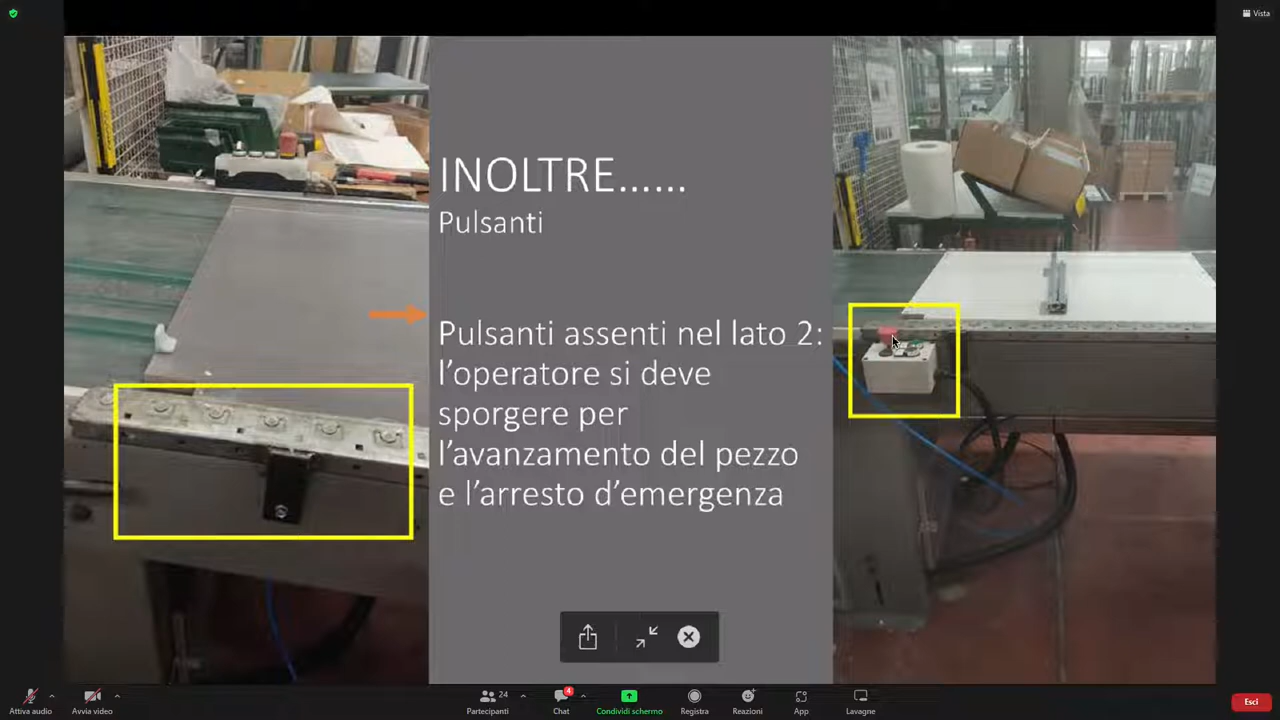 Vista
INOLTRE......
Pulsanti
Pulsanti assenti nel lato 2:
l'operatore si deve
sporgere per
l'avanzamento del pezzo
e l'arresto d'emergenza
Attiva audio
Avvia video
24
Partecipanti
4
Chat
Condividi schermo
Registra
Reazioni
App
Lavagne
Esci